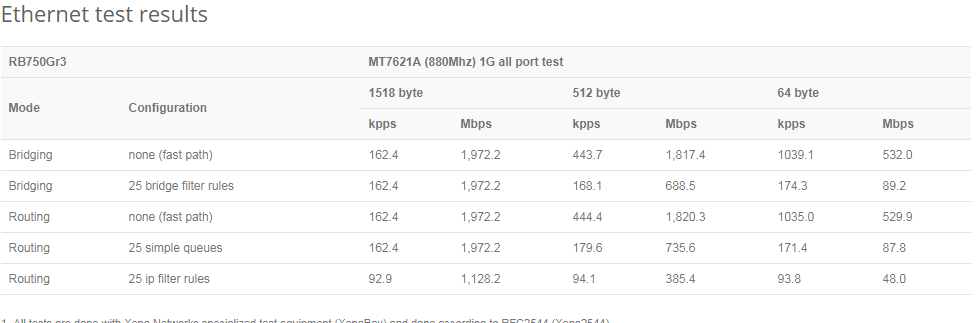 Ethernet test results
RB750Gr3 MT7621A (880Mhz) 1G all port test
Mode Configuration 1518 byte 512 byte 64 byte
kpps Mbps kpps Mbps kpps Mbps
Bridging none (fast path) 162.4 1,972.2 443.7 1,817.4 1039.1 532.0
Bridging 25 bridge filter rules 162.4 1,972.2 168.1 688.5 174.3 89.2
Routing none (fast path) 162.4 1,972.2 444.4 1,820.3 1035.0 529.9
Routing 25 simple queues 162.4 1,972.2 179.6 735.6 171.4 87.8
Routing 25 ip filter rules 92.9 1,128.2 94.1 385.4 93.8 48.0
1. All tests are done with Xena Networks specialized test equipment (XenaBay) and done according to RFC2544 (Xena2544)